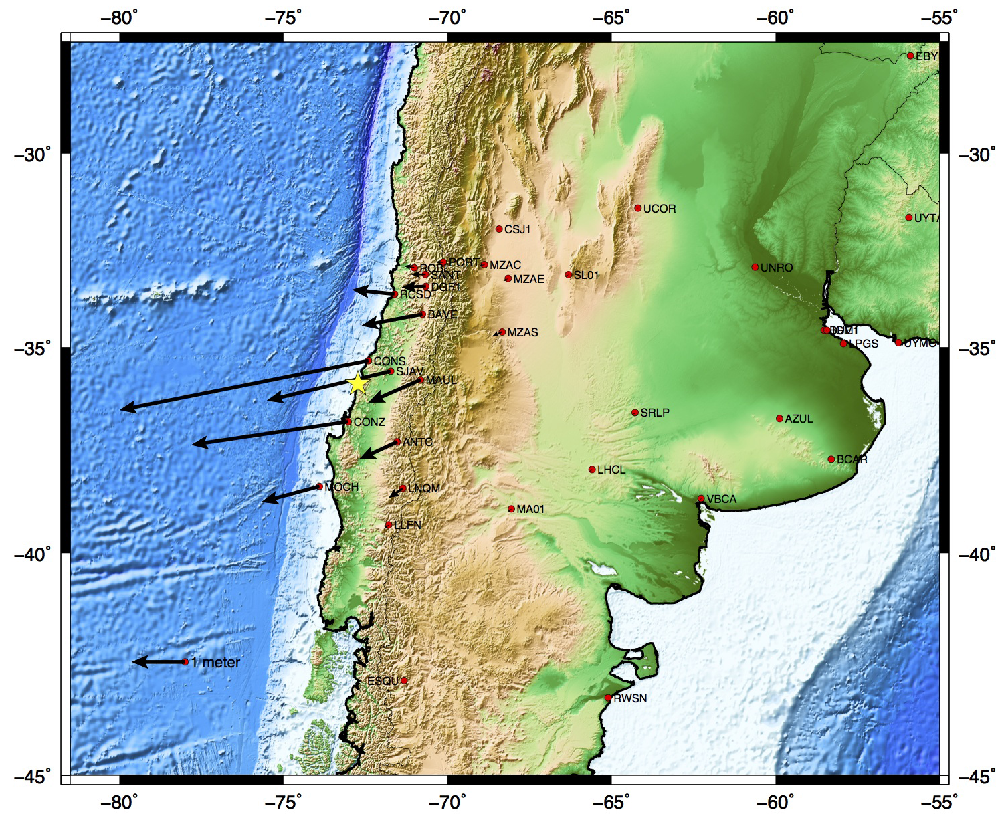 −80° −75° −70° −65° −60° −55°
EBY
−30° −30°
UCOR
UYTA
CSJ1
PORT
MZAC
ROBL
UNRO
SANT
SL01
MZAE
DGF1
RCSD
BAVE
MZAS
LPGS
UYMO
−35° −35°
CONS
SJAV
MAUL
SRLP
AZUL
CONZ
ANTC
BCAR
LHCL
MOCH
LNQM
VBCA
MA01
LLFN
−40° −40°
1 meter
ESQU
RWSN
−45° −45°
−80° −75° −70° −65° −60° −55°